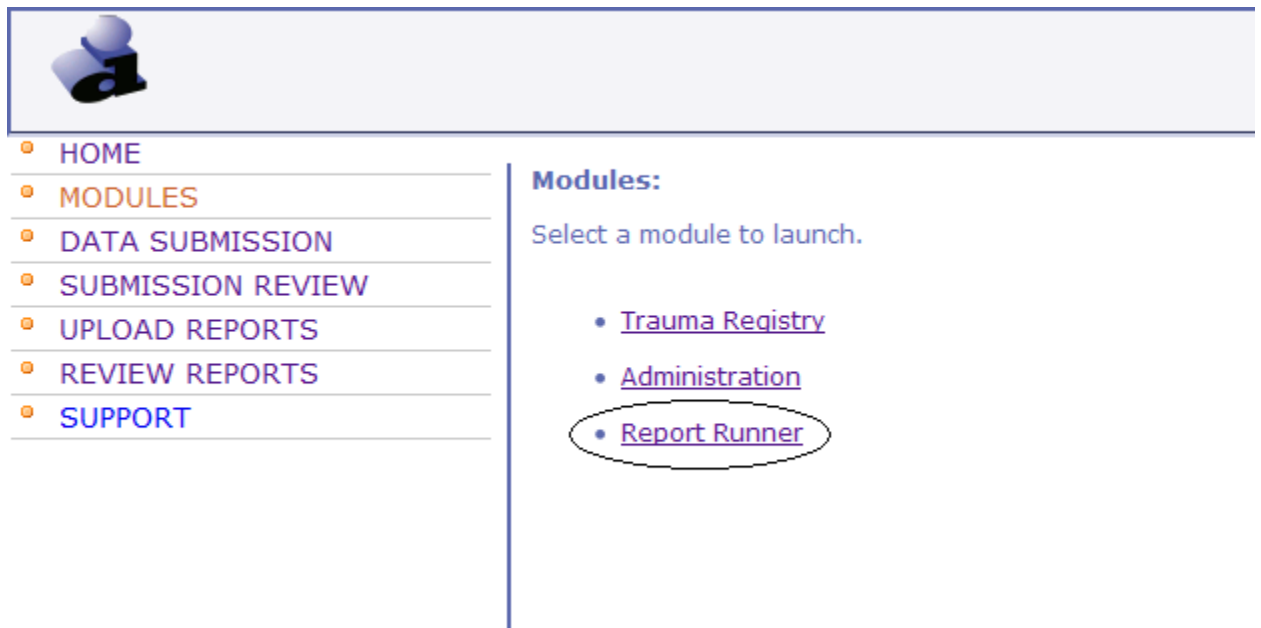 HOME
MODULES
DATA SUBMISSION
SUBMISSION REVIEW
UPLOAD REPORTS
REVIEW REPORTS
SUPPORT
Modules:
Select a module to launch.
Trauma Registry
Administration
Report Runner